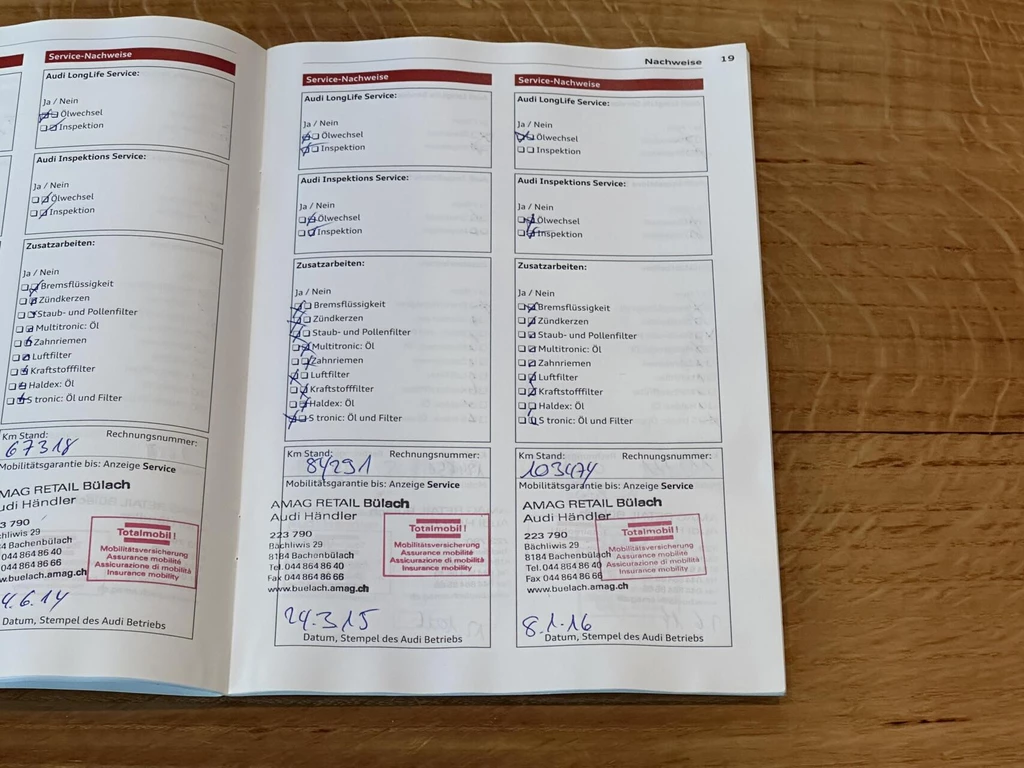 Service-Nachweise
Audi LongLife Service:
Ja / Nein
Ölwechsel
Inspektion
Audi Inspektions Service:
Ja / Nein
Ölwechsel
Inspektion
Zusatzarbeiten:
Ja / Nein
Bremsflüssigkeit
Zündkerzen
Staub- und Pollenfilter
Multitronic: Öl
Zahnriemen
Luftfilter
Kraftstofffilter
Haldex: Öl
S tronic: Öl und Filter
Km Stand: Rechnungsnummer:
67318
Mobilitätsgarantie bis: Anzeige Service
MAG RETAIL Bülach
udi Händler
23 790
ächliwis 29
4 Bachenbülach
044 864 86 40
044 864 86 66
w.buelach.amag.ch
Totalmobil!
Mobilitätsversicherung
Assurance mobilité
Assicurazione di mobilità
Insurance mobility
4.6.14
Datum, Stempel des Audi Betriebs
Nachweise 19
Service-Nachweise
Audi LongLife Service:
Ja / Nein
Ölwechsel
Inspektion
Audi Inspektions Service:
Ja / Nein
Ölwechsel
Inspektion
Zusatzarbeiten:
Ja / Nein
Bremsflüssigkeit
Zündkerzen
Staub- und Pollenfilter
Multitronic: Öl
Zahnriemen
Luftfilter
Kraftstofffilter
Haldex: Öl
S tronic: Öl und Filter
Km Stand: Rechnungsnummer:
84291
Mobilitätsgarantie bis: Anzeige Service
AMAG RETAIL Bülach
Audi Händler
223 790
Bächliwis 29
8184 Bachenbülach
Tel. 044 864 86 40
Fax 044 864 86 66
www.buelach.amag.ch
Totalmobil!
Mobilitätsversicherung
Assurance mobilité
Assicurazione di mobilità
Insurance mobility
24.3.15
Datum, Stempel des Audi Betriebs
Service-Nachweise
Audi LongLife Service:
Ja / Nein
Ölwechsel
Inspektion
Audi Inspektions Service:
Ja / Nein
Ölwechsel
Inspektion
Zusatzarbeiten:
Ja / Nein
Bremsflüssigkeit
Zündkerzen
Staub- und Pollenfilter
Multitronic: Öl
Zahnriemen
Luftfilter
Kraftstofffilter
Haldex: Öl
S tronic: Öl und Filter
Km Stand: Rechnungsnummer:
103474
Mobilitätsgarantie bis: Anzeige Service
AMAG RETAIL Bülach
Audi Händler
223 790
Bächliwis 29
8184 Bachenbülach
Tel. 044 864 86 40
Fax 044 864 86 66
www.buelach.amag.ch
Totalmobil!
Mobilitätsversicherung
Assurance mobilité
Assicurazione di mobilità
Insurance mobility
8.1.16
Datum, Stempel des Audi Betriebs